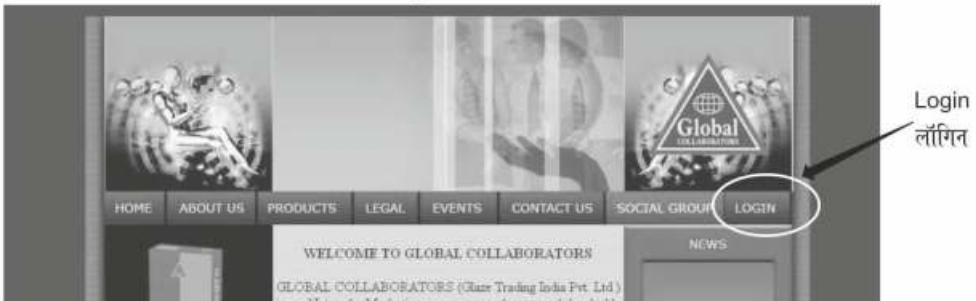 Global
COLLABORATORS
Login
लॉगिन
HOME ABOUT US PRODUCTS LEGAL EVENTS CONTACT US SOCIAL GROUP LOGIN
WELCOME TO GLOBAL COLLABORATORS
NEWS
GLOBAL COLLABORATORS (Glaze Trading India Pvt. Ltd)